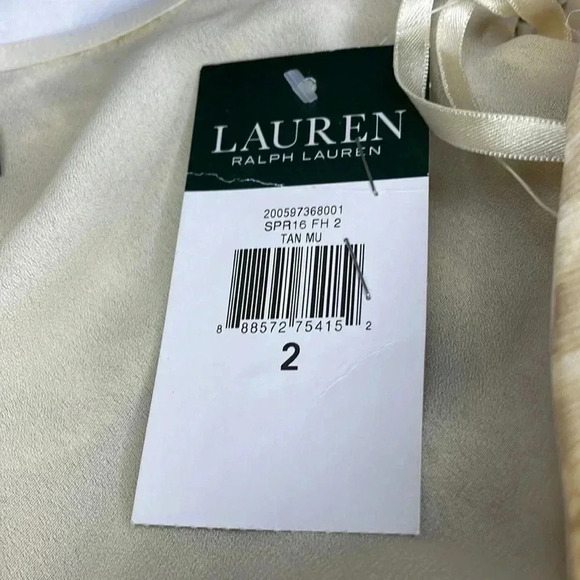 LAUREN
RALPH LAUREN
200597368001
SPR16 FH 2
TAN MU
8 88572 75415 2
2